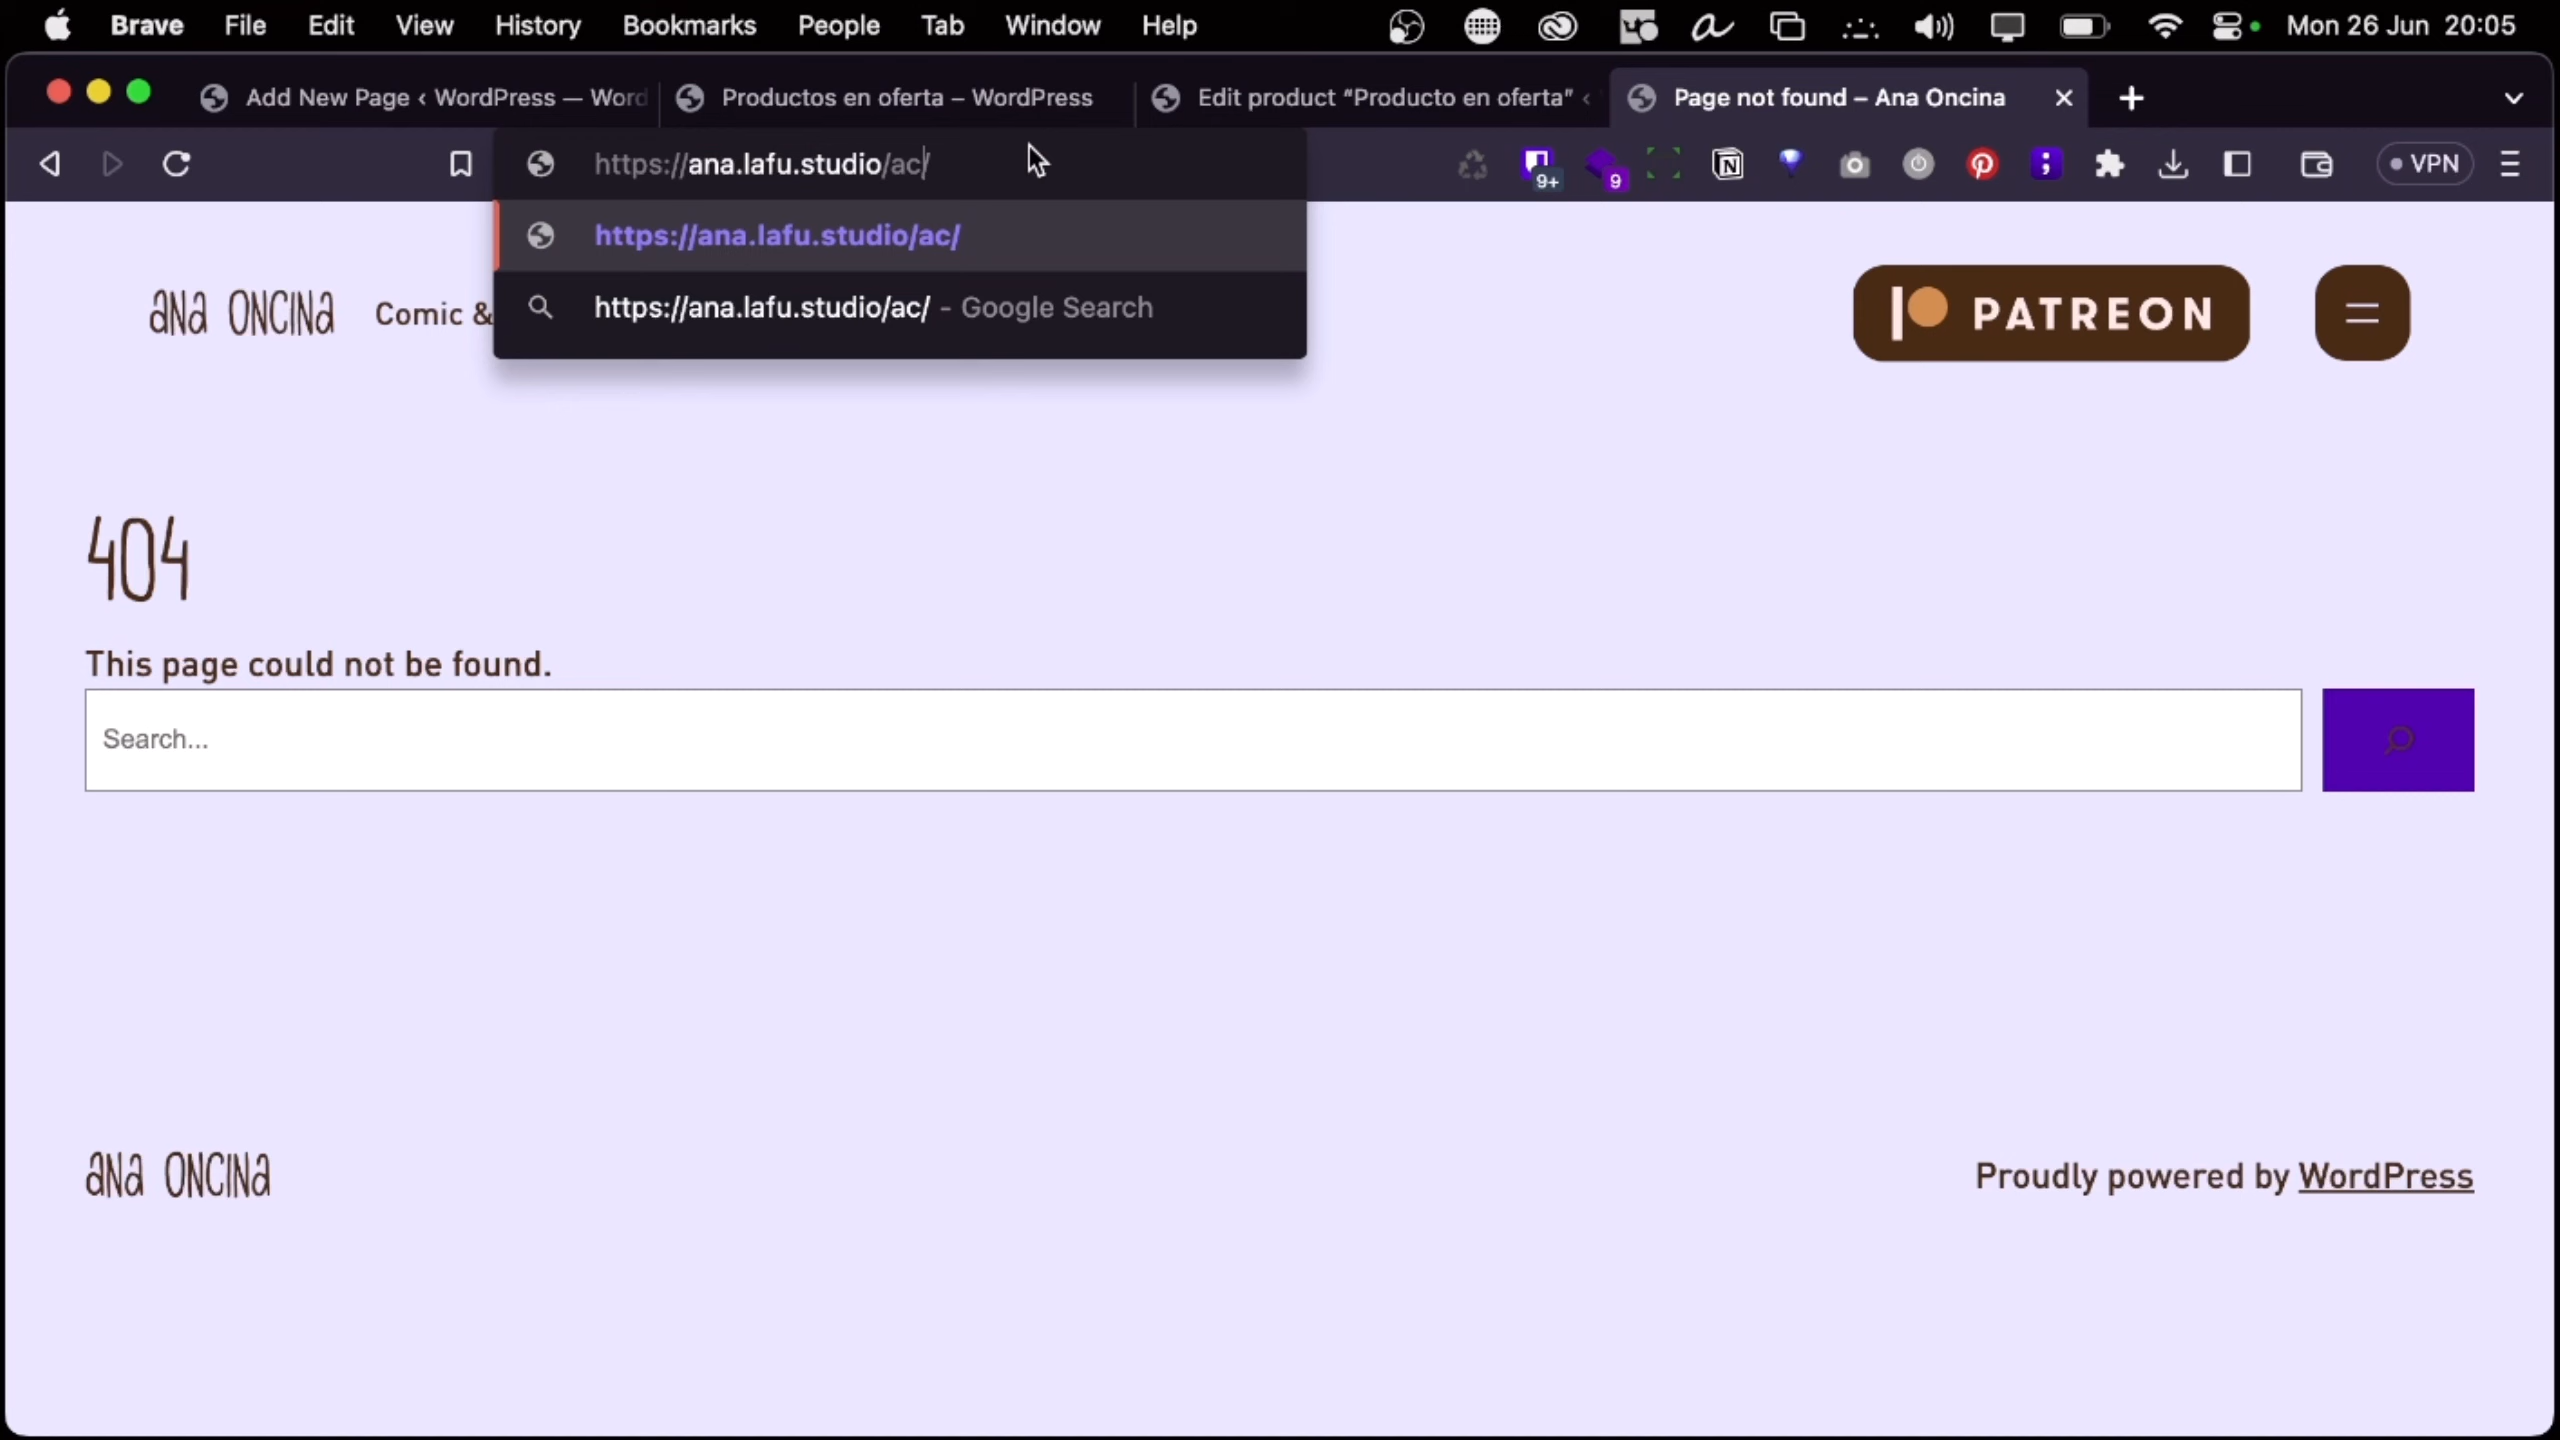 Brave File Edit View History Bookmarks People Tab Window Help Mon 26 Jun 20:05
Add New Page ‹ WordPress — Word Productos en oferta – WordPress Edit product “Producto en oferta” ‹ Page not found – Ana Oncina
https://ana.lafu.studio/ac/ 9+ 9 VPN
https://ana.lafu.studio/ac/
https://ana.lafu.studio/ac/ - Google Search
ANA ONCINA Comic & PATREON
404
This page could not be found.
Search...
ANA ONCINA Proudly powered by WordPress